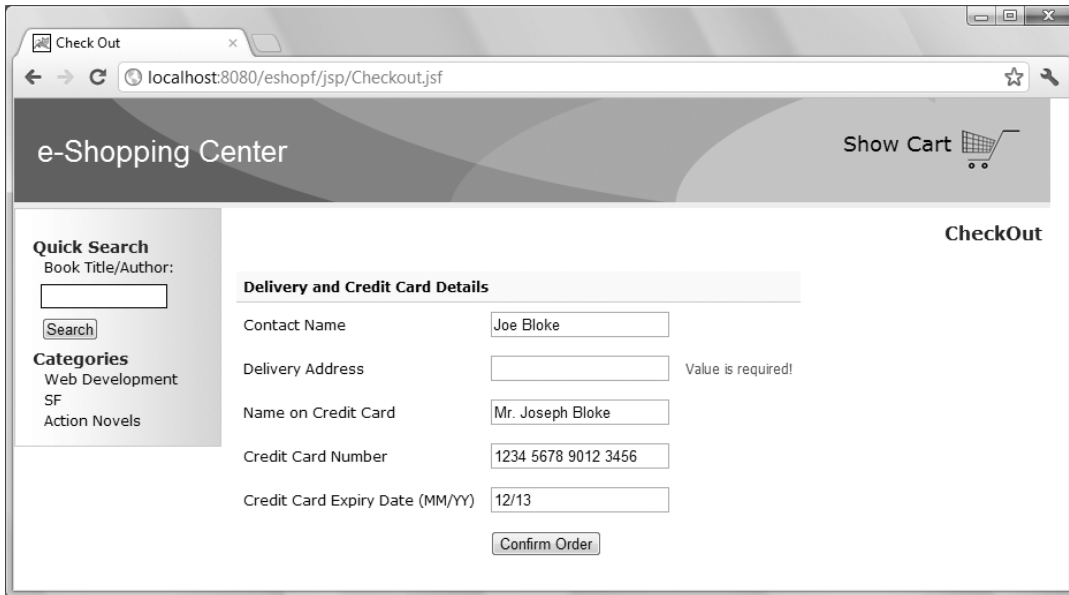 Check Out
localhost:8080/eshopf/jsp/Checkout.jsf
e-Shopping Center
Show Cart
CheckOut
Quick Search
Book Title/Author:
Search
Categories
Web Development
SF
Action Novels
Delivery and Credit Card Details
Contact Name Joe Bloke
Delivery Address Value is required!
Name on Credit Card Mr. Joseph Bloke
Credit Card Number 1234 5678 9012 3456
Credit Card Expiry Date (MM/YY) 12/13
Confirm Order